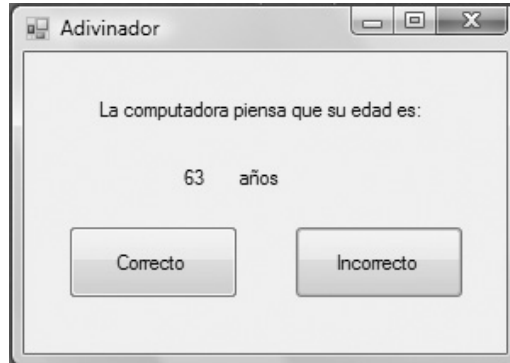 Adivinador
La computadora piensa que su edad es:
63 años
Correcto Incorrecto